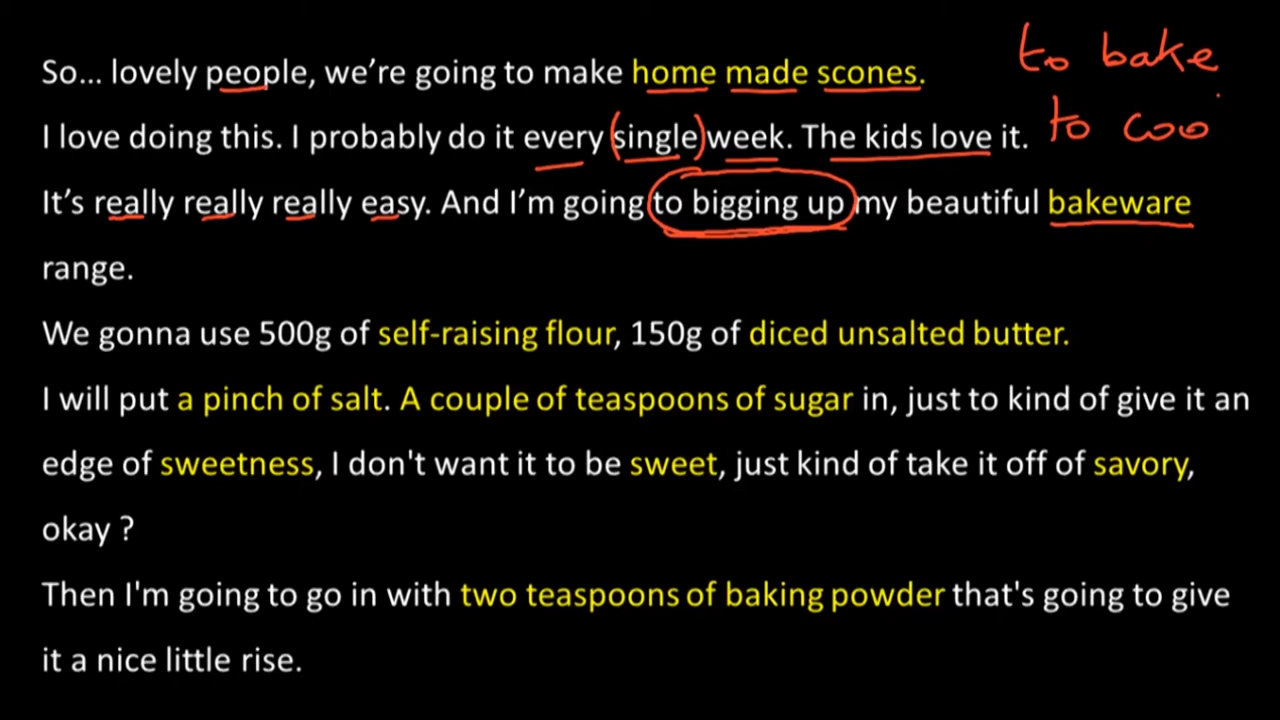 So... lovely people, we're going to make home made scones.
to bake
I love doing this. I probably do it every (single) week. The kids love it.
to coo
It's really really really easy. And I'm going to bigging up my beautiful bakeware
range.
We gonna use 500g of self-raising flour, 150g of diced unsalted butter.
I will put a pinch of salt. A couple of teaspoons of sugar in, just to kind of give it an
edge of sweetness, I don't want it to be sweet, just kind of take it off of savory,
okay ?
Then I'm going to go in with two teaspoons of baking powder that's going to give
it a nice little rise.